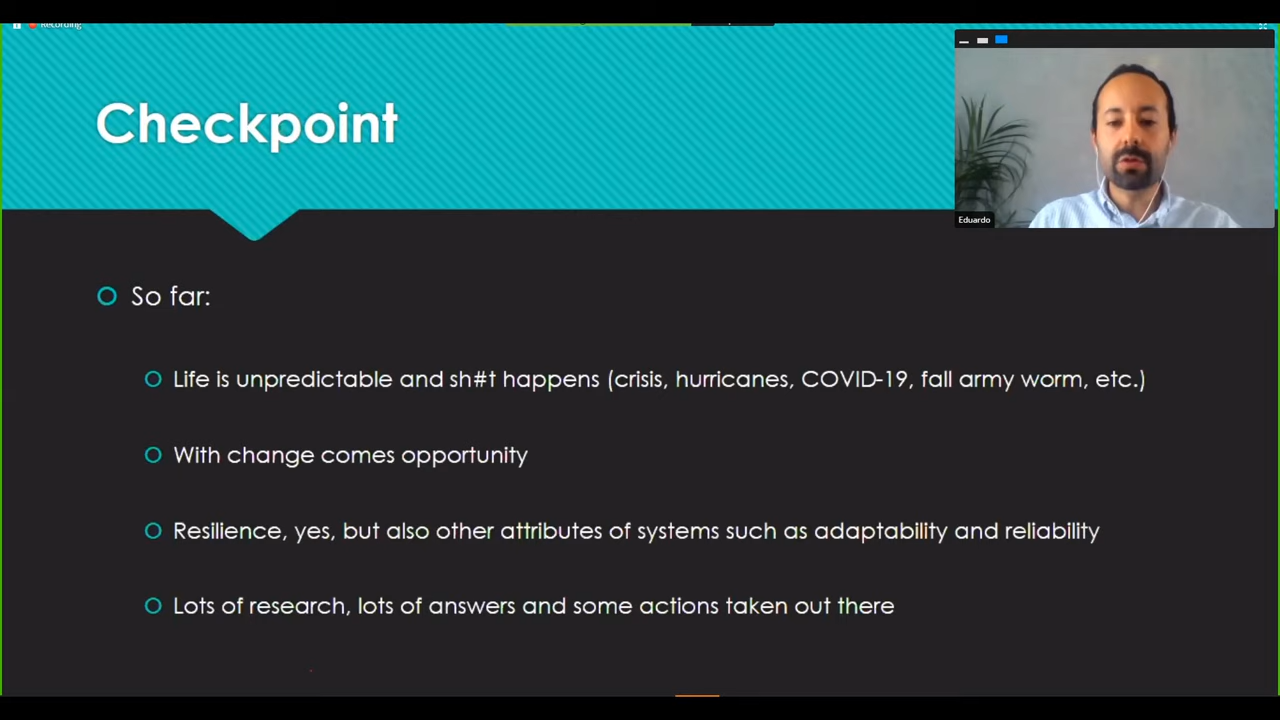 Recording
Checkpoint
Eduardo
So far:
Life is unpredictable and sh#t happens (crisis, hurricanes, COVID-19, fall army worm, etc.)
With change comes opportunity
Resilience, yes, but also other attributes of systems such as adaptability and reliability
Lots of research, lots of answers and some actions taken out there